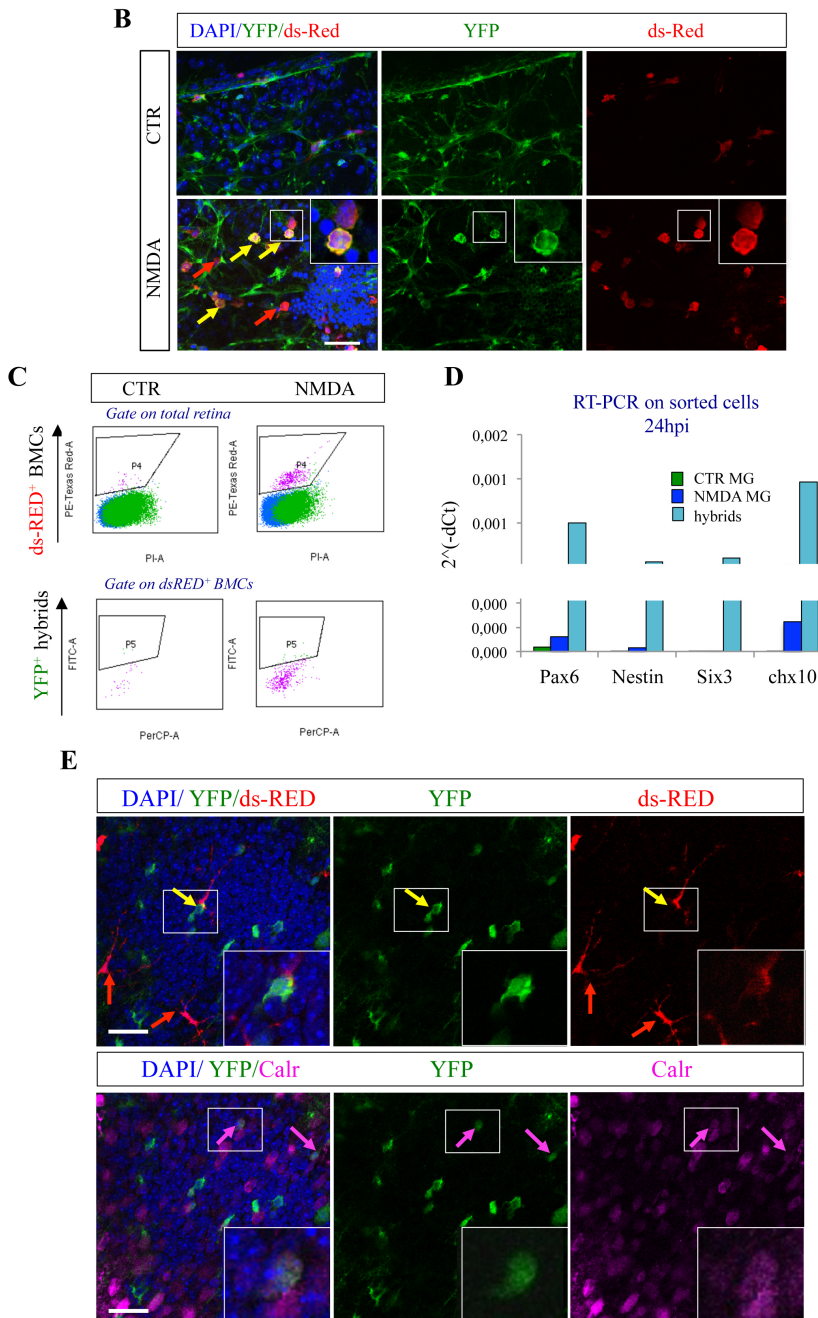 B
DAPI/YFP/ds-Red YFP ds-Red
CTR
NMDA
C
CTR NMDA
Gate on total retina
ds-RED+ BMCs
PE-Texas Red-A
P4
PI-A
PE-Texas Red-A
P4
PI-A
Gate on dsRED+ BMCs
YFP+ hybrids
FITC-A
P5
PerCP-A
FITC-A
P5
PerCP-A
D
RT-PCR on sorted cells
24hpi
2^(-dCt)
0,002
0,001
0,001
0,000
0,000
0,000
CTR MG
NMDA MG
hybrids
Pax6 Nestin Six3 chx10
E
DAPI/ YFP/ds-RED YFP ds-RED
DAPI/ YFP/Calr YFP Calr